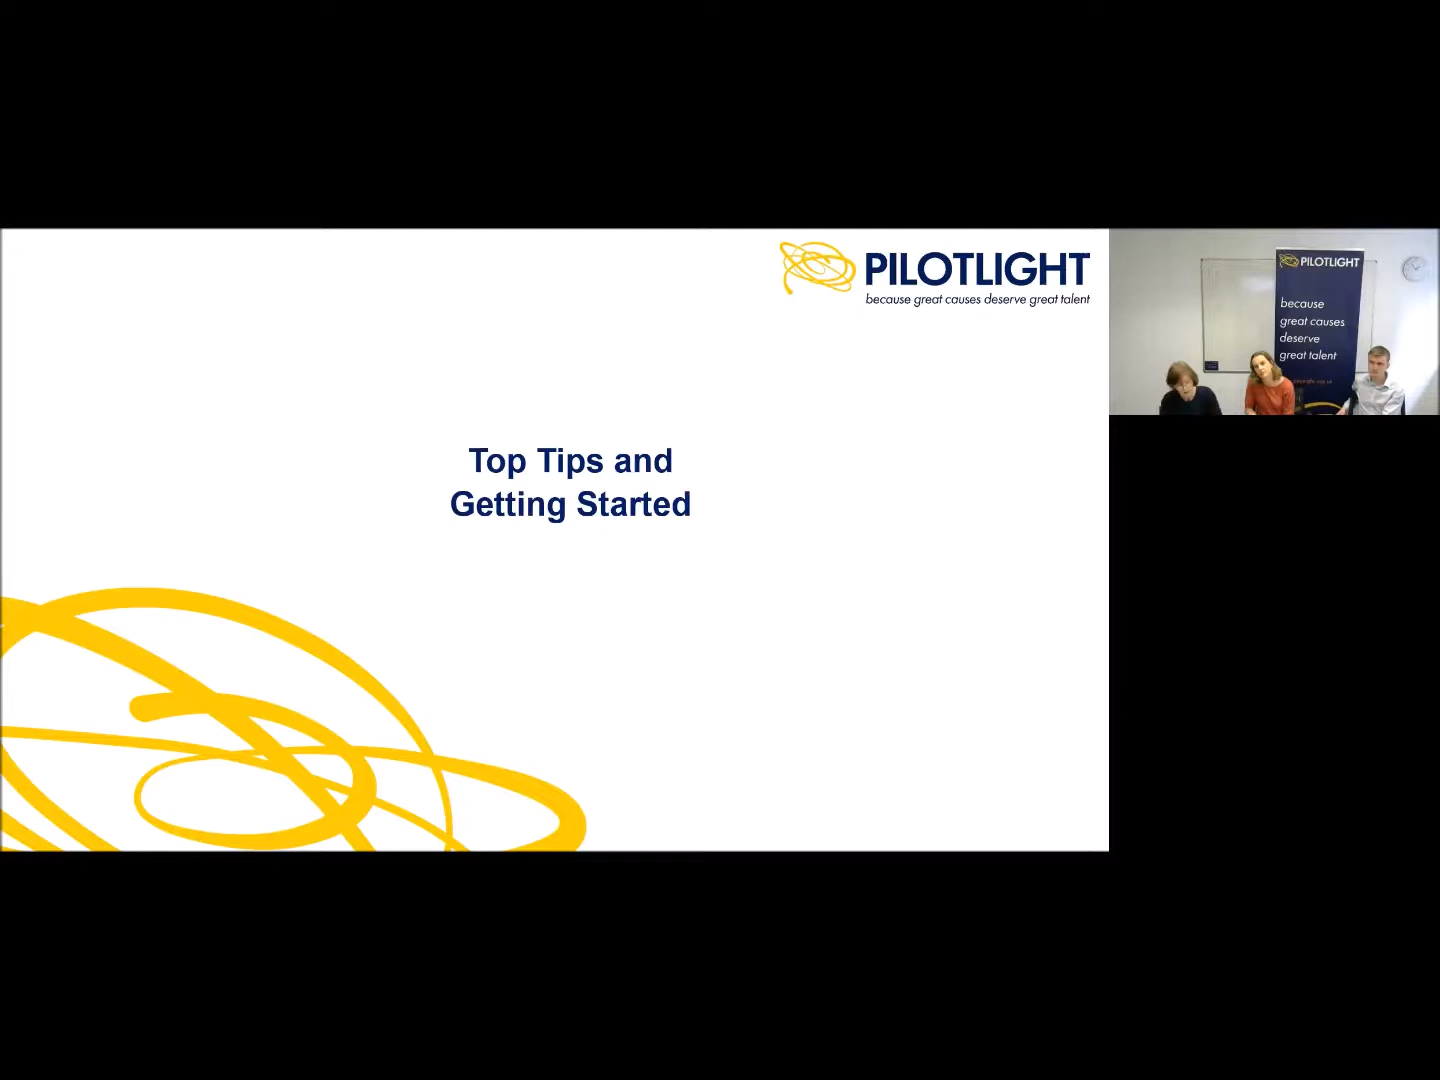 PILOTLIGHT
because great causes deserve great talent
Top Tips and
Getting Started
PILOTLIGHT
because
great causes
deserve
great talent